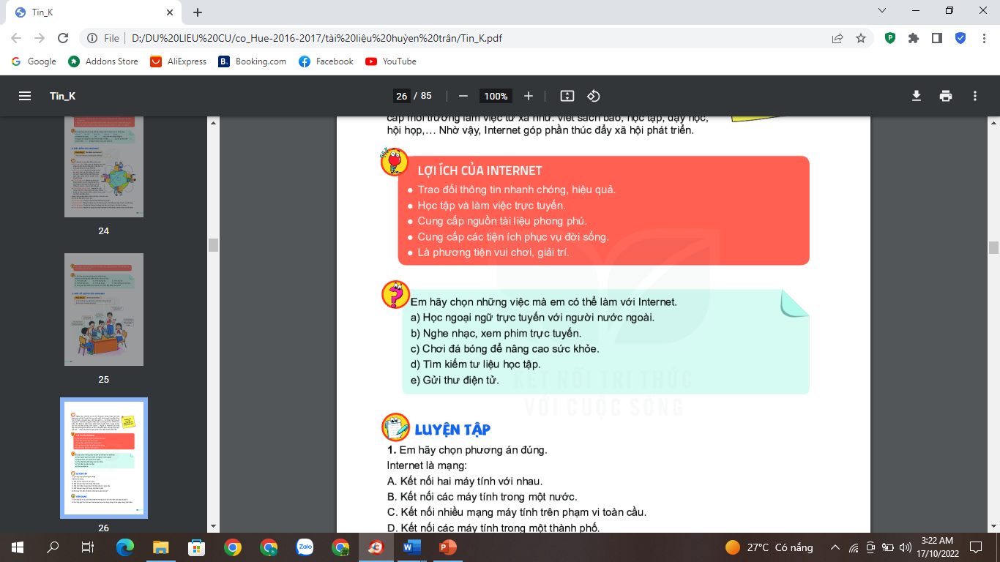 Tin_K
File
D:/DU%20LIEU%20CU/co_Hue-2016-2017/tài%20liệu%20huỳen%20trân/Tin_K.pdf
Google
Addons Store
AliExpress
Booking.com
Facebook
YouTube
Tin_K
26 / 85
100%
24
25
26
cấp môi trường làm việc từ xa như: viết sách báo, học tập, dạy học,
hội họp,… Nhờ vậy, Internet góp phần thúc đẩy xã hội phát triển.
LỢI ÍCH CỦA INTERNET
● Trao đổi thông tin nhanh chóng, hiệu quả.
● Học tập và làm việc trực tuyến.
● Cung cấp nguồn tài liệu phong phú.
● Cung cấp các tiện ích phục vụ đời sống.
● Là phương tiện vui chơi, giải trí.
Em hãy chọn những việc mà em có thể làm với Internet.
a) Học ngoại ngữ trực tuyến với người nước ngoài.
b) Nghe nhạc, xem phim trực tuyến.
c) Chơi đá bóng để nâng cao sức khỏe.
d) Tìm kiếm tư liệu học tập.
e) Gửi thư điện tử.
KẾT NỐI TRI THỨC
VỚI CUỘC SỐNG
LUYỆN TẬP
1. Em hãy chọn phương án đúng.
Internet là mạng:
A. Kết nối hai máy tính với nhau.
B. Kết nối các máy tính trong một nước.
C. Kết nối nhiều mạng máy tính trên phạm vi toàn cầu.
D. Kết nối các máy tính trong một thành phố.
Zalo
27°C Có nắng
3:22 AM
17/10/2022